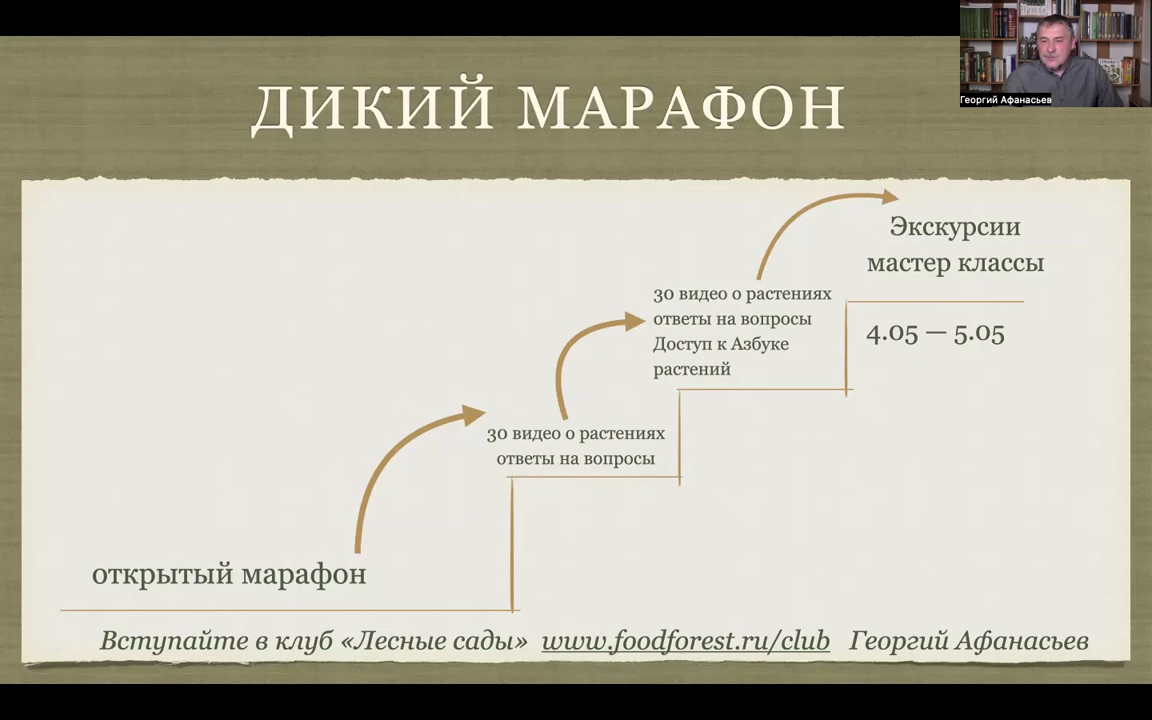 Георгий Афанасьев
ДИКИЙ МАРАФОН
Экскурсии
мастер классы
4.05 — 5.05
30 видео о растениях
ответы на вопросы
Доступ к Азбуке
растений
30 видео о растениях
ответы на вопросы
открытый марафон
Вступайте в клуб «Лесные сады» www.foodforest.ru/club Георгий Афанасьев